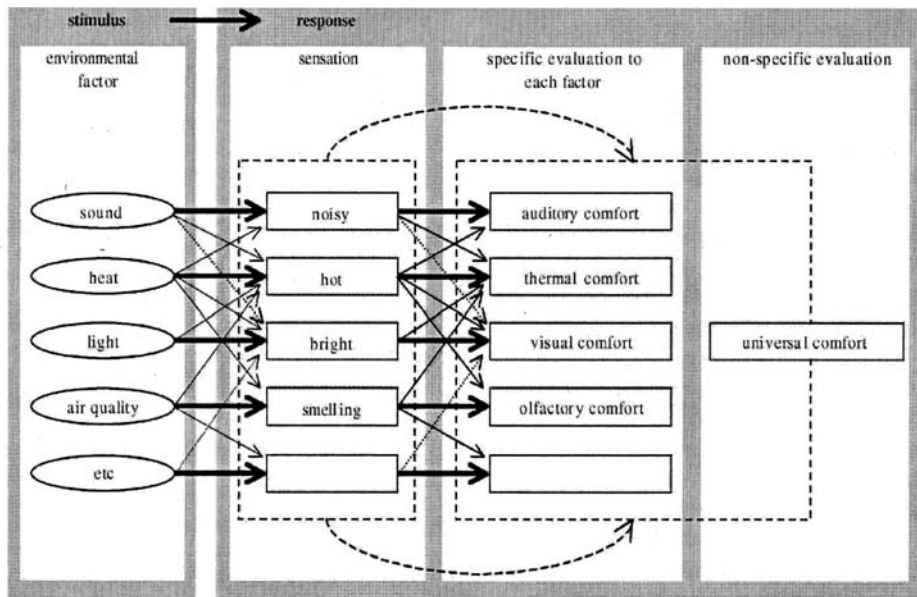 stimulus response
environmental
factor
sensation
specific evaluation to
each factor
non-specific evaluation
sound noisy auditory comfort
heat hot thermal comfort
light bright visual comfort universal comfort
air quality smelling olfactory comfort
etc